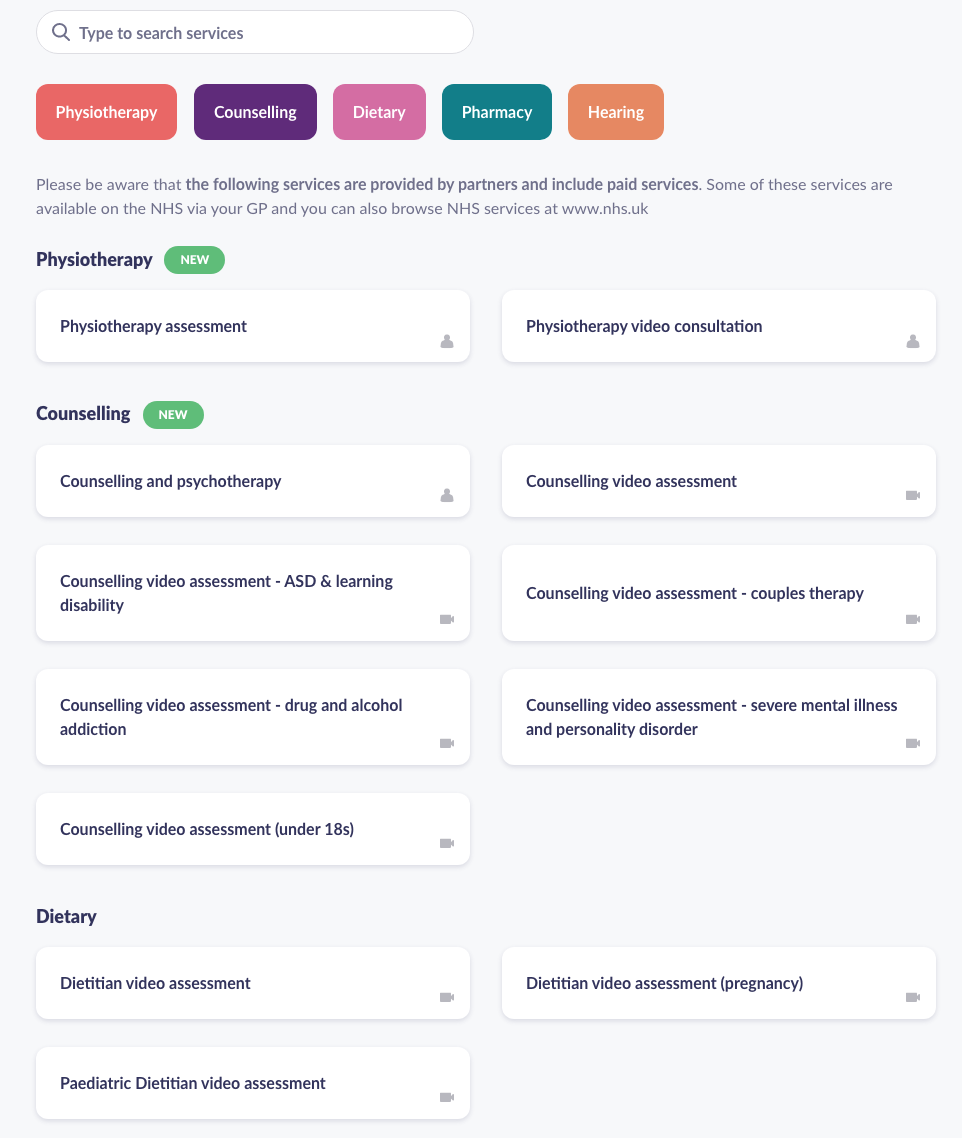 Type to search services
Physiotherapy
Counselling
Dietary
Pharmacy
Hearing
Please be aware that the following services are provided by partners and include paid services. Some of these services are
available on the NHS via your GP and you can also browse NHS services at www.nhs.uk
Physiotherapy NEW
Physiotherapy assessment
Physiotherapy video consultation
Counselling NEW
Counselling and psychotherapy
Counselling video assessment
Counselling video assessment - ASD & learning
disability
Counselling video assessment - couples therapy
Counselling video assessment - drug and alcohol
addiction
Counselling video assessment - severe mental illness
and personality disorder
Counselling video assessment (under 18s)
Dietary
Dietitian video assessment
Dietitian video assessment (pregnancy)
Paediatric Dietitian video assessment